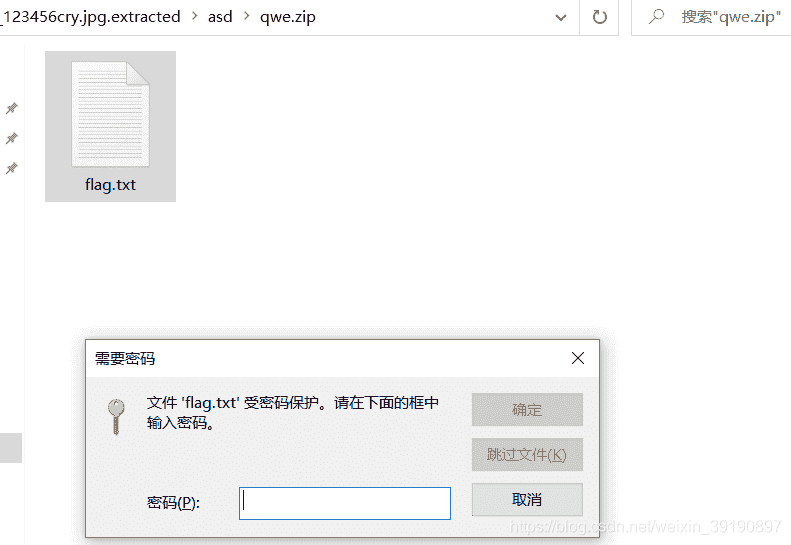 _123456cry.jpg.extracted > asd > qwe.zip
搜索"qwe.zip"
flag.txt
需要密码
文件 'flag.txt' 受密码保护。请在下面的框中
输入密码。
确定
跳过文件(K)
密码(P):
取消
https://blog.csdn.net/weixin_39190897